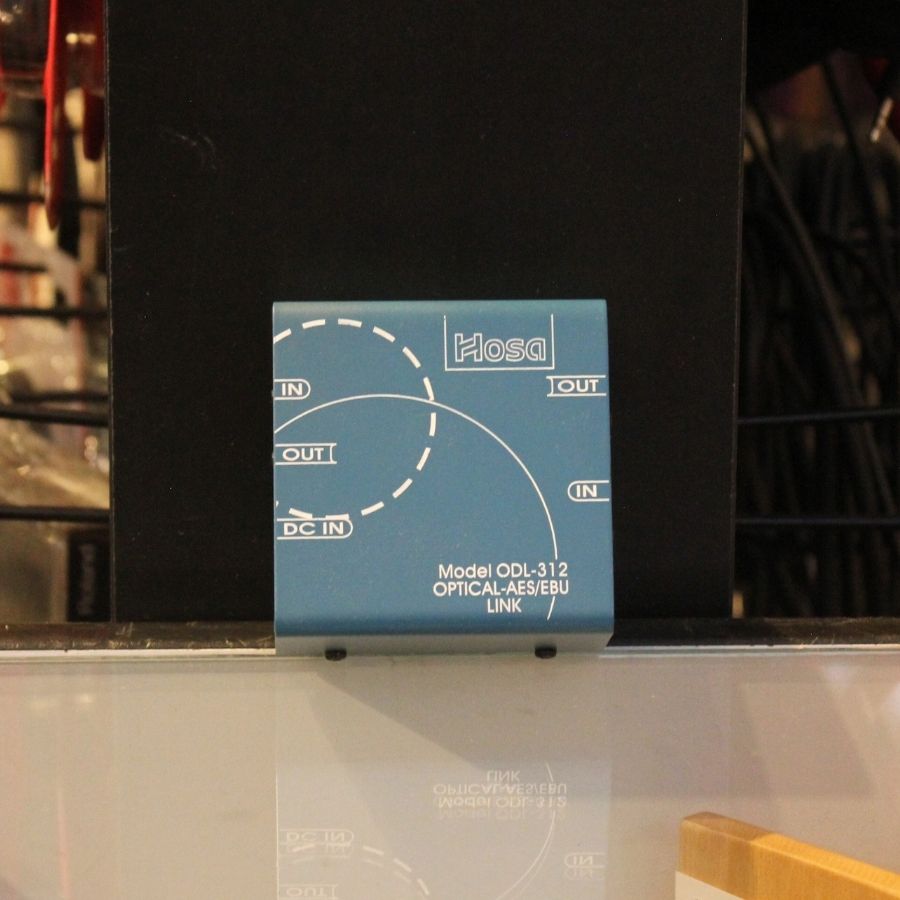 Hosa
IN
OUT
OUT
IN
DC IN
Model ODL-312
OPTICAL-AES/EBU
LINK